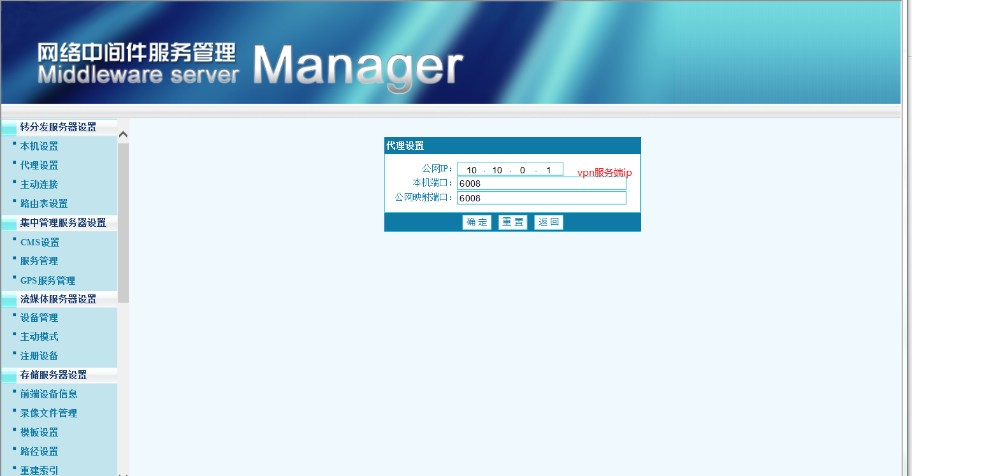 网络中间件服务管理
Middleware server Manager
转分发服务器设置
本机设置
代理设置
主动连接
路由表设置
集中管理服务器设置
CMS设置
服务管理
GPS服务管理
流媒体服务器设置
设备管理
主动模式
注册设备
存储服务器设置
前端设备信息
录像文件管理
模板设置
路径设置
重建索引
代理设置
公网IP： 10 . 10 . 0 . 1 vpn服务端ip
本机端口： 6008
公网映射端口： 6008
确 定 重 置 返 回